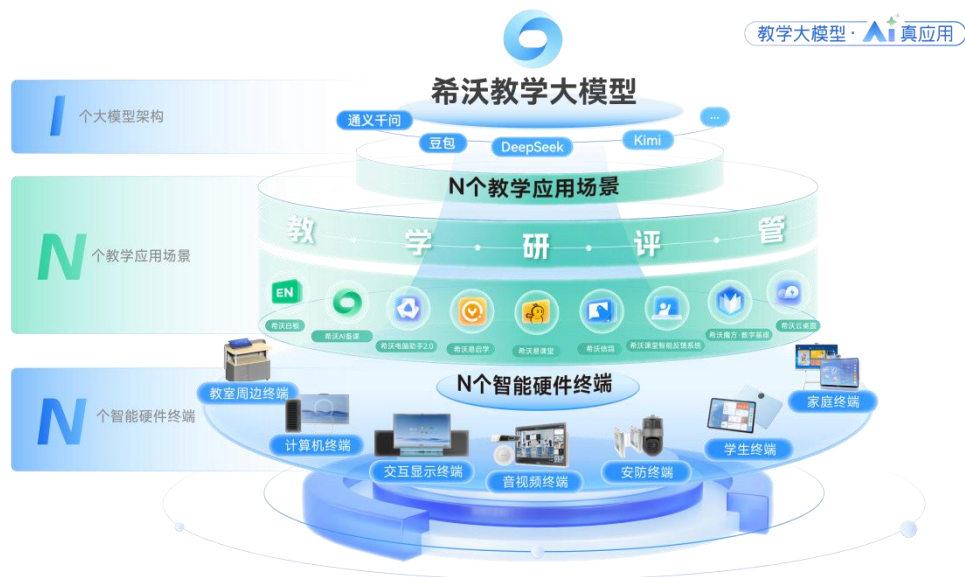 教学大模型·Ai真应用
希沃教学大模型
1个大模型架构
通义千问
豆包
DeepSeek
Kimi
...
N个教学应用场景
N个教学应用场景
教·学·研·评·管
EN
希沃白板
希沃AI备课
希沃电脑助手2.0
希沃易启学
希沃易课堂
希沃信鸽
希沃课堂智能反馈系统
希沃魔方·数字基座
希沃云桌面
N个智能硬件终端
N个智能硬件终端
教室周边终端
计算机终端
交互显示终端
音视频终端
安防终端
学生终端
家庭终端